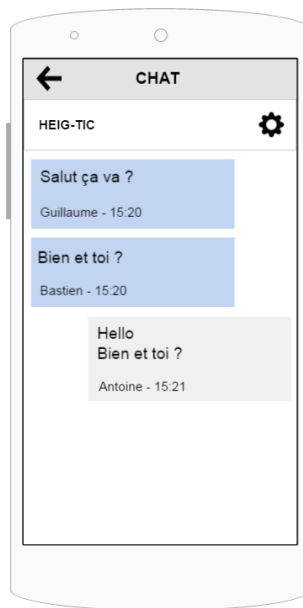 CHAT
HEIG-TIC
Salut ça va ?
Guillaume - 15:20
Bien et toi ?
Bastien - 15:20
Hello
Bien et toi ?
Antoine - 15:21